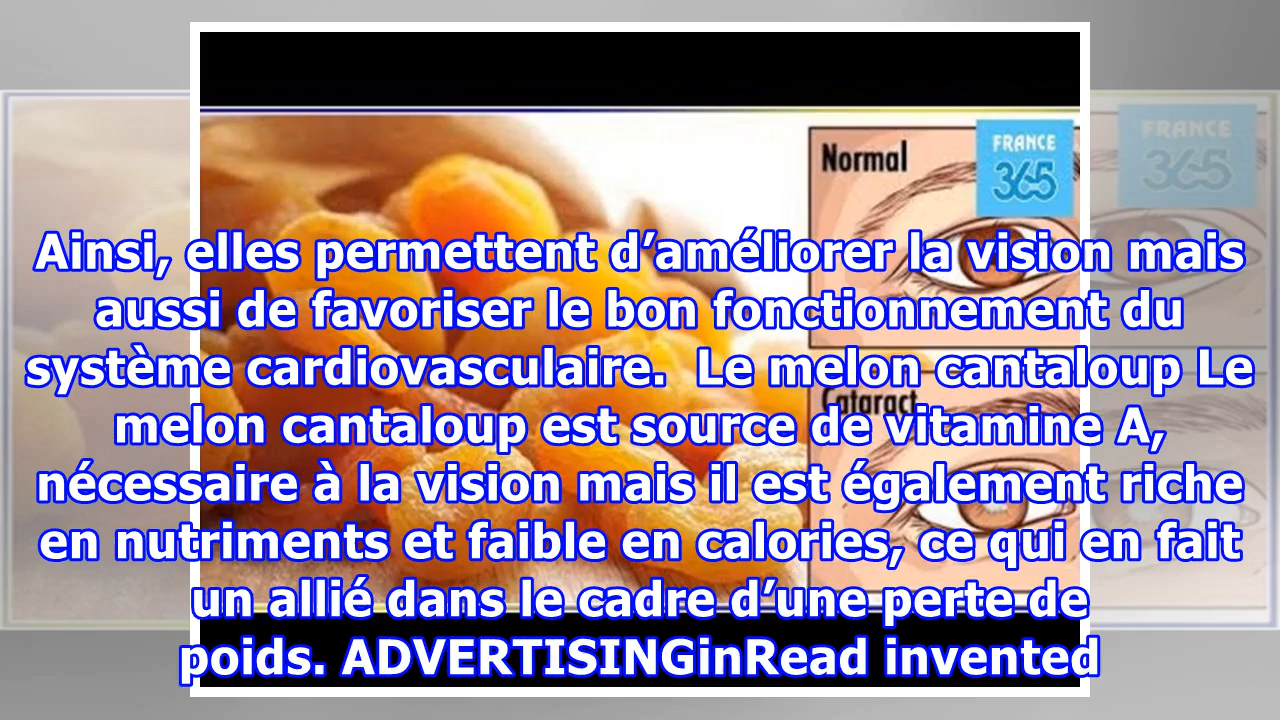 Normal
FRANCE
365
FRANCE
365
Ainsi, elles permettent d’améliorer la vision mais
aussi de favoriser le bon fonctionnement du
système cardiovasculaire. Le melon cantaloup Le
Cataract
melon cantaloup est source de vitamine A,
nécessaire à la vision mais il est également riche
en nutriments et faible en calories, ce qui en fait
un allié dans le cadre d’une perte de
poids. ADVERTISINGinRead invented